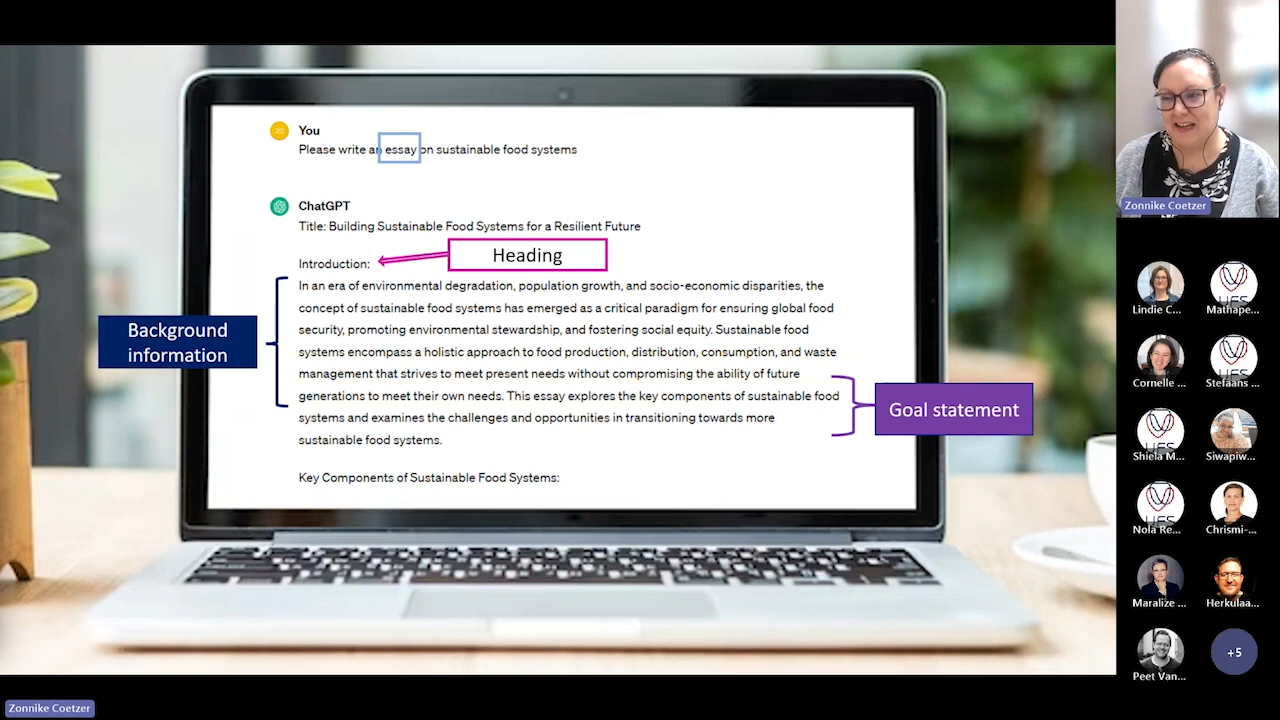 You
Please write an essay on sustainable food systems
ChatGPT
Title: Building Sustainable Food Systems for a Resilient Future
Introduction:
Heading
In an era of environmental degradation, population growth, and socio-economic disparities, the
concept of sustainable food systems has emerged as a critical paradigm for ensuring global food
security, promoting environmental stewardship, and fostering social equity. Sustainable food
systems encompass a holistic approach to food production, distribution, consumption, and waste
management that strives to meet present needs without compromising the ability of future
generations to meet their own needs. This essay explores the key components of sustainable food
systems and examines the challenges and opportunities in transitioning towards more
sustainable food systems.
Background
information
Goal statement
Key Components of Sustainable Food Systems:
Zonnike Coetzer
Lindie C...
Mathape...
Cornelle ...
Stefaans ...
Shiela M...
Siwapiw...
Nola Re...
Chrismi-...
Maralize ...
Herkulaa...
Peet Van...
+5
Zonnike Coetzer